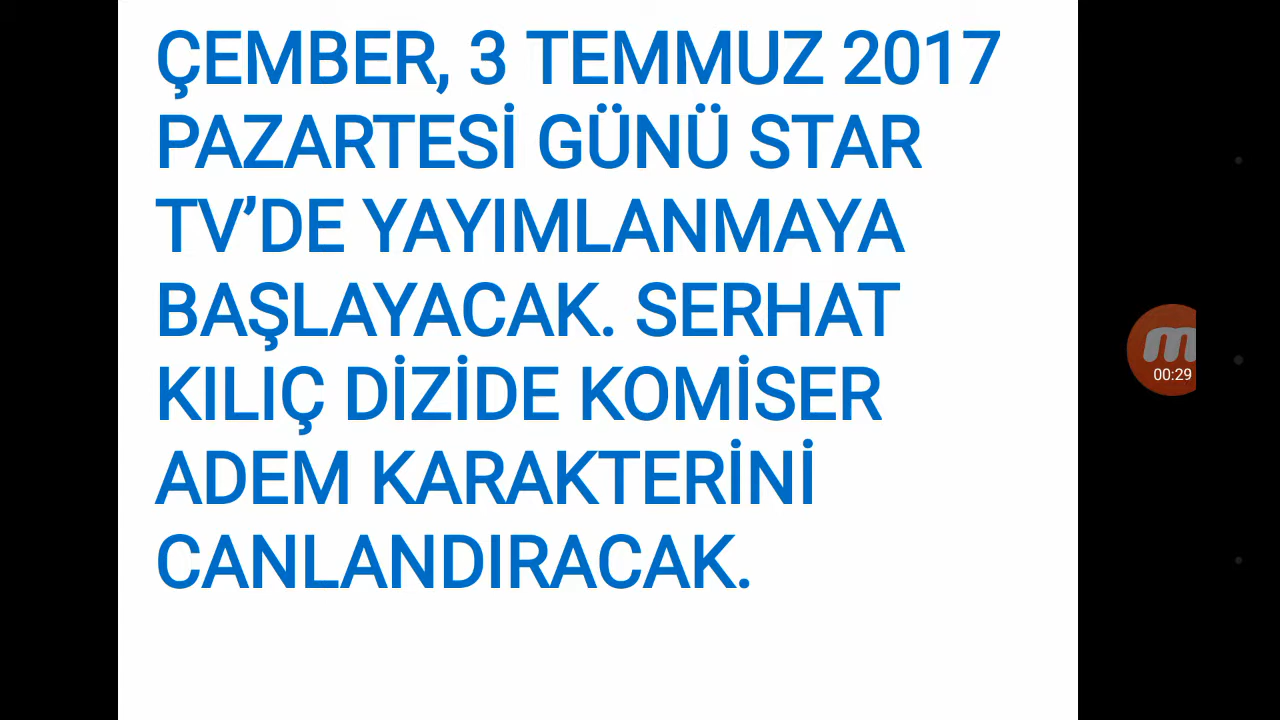 ÇEMBER, 3 TEMMUZ 2017
PAZARTESİ GÜNÜ STAR
TV’DE YAYIMLANMAYA
BAŞLAYACAK. SERHAT
KILIÇ DİZİDE KOMİSER
ADEM KARAKTERİNİ
CANLANDIRACAK.
m
00:29